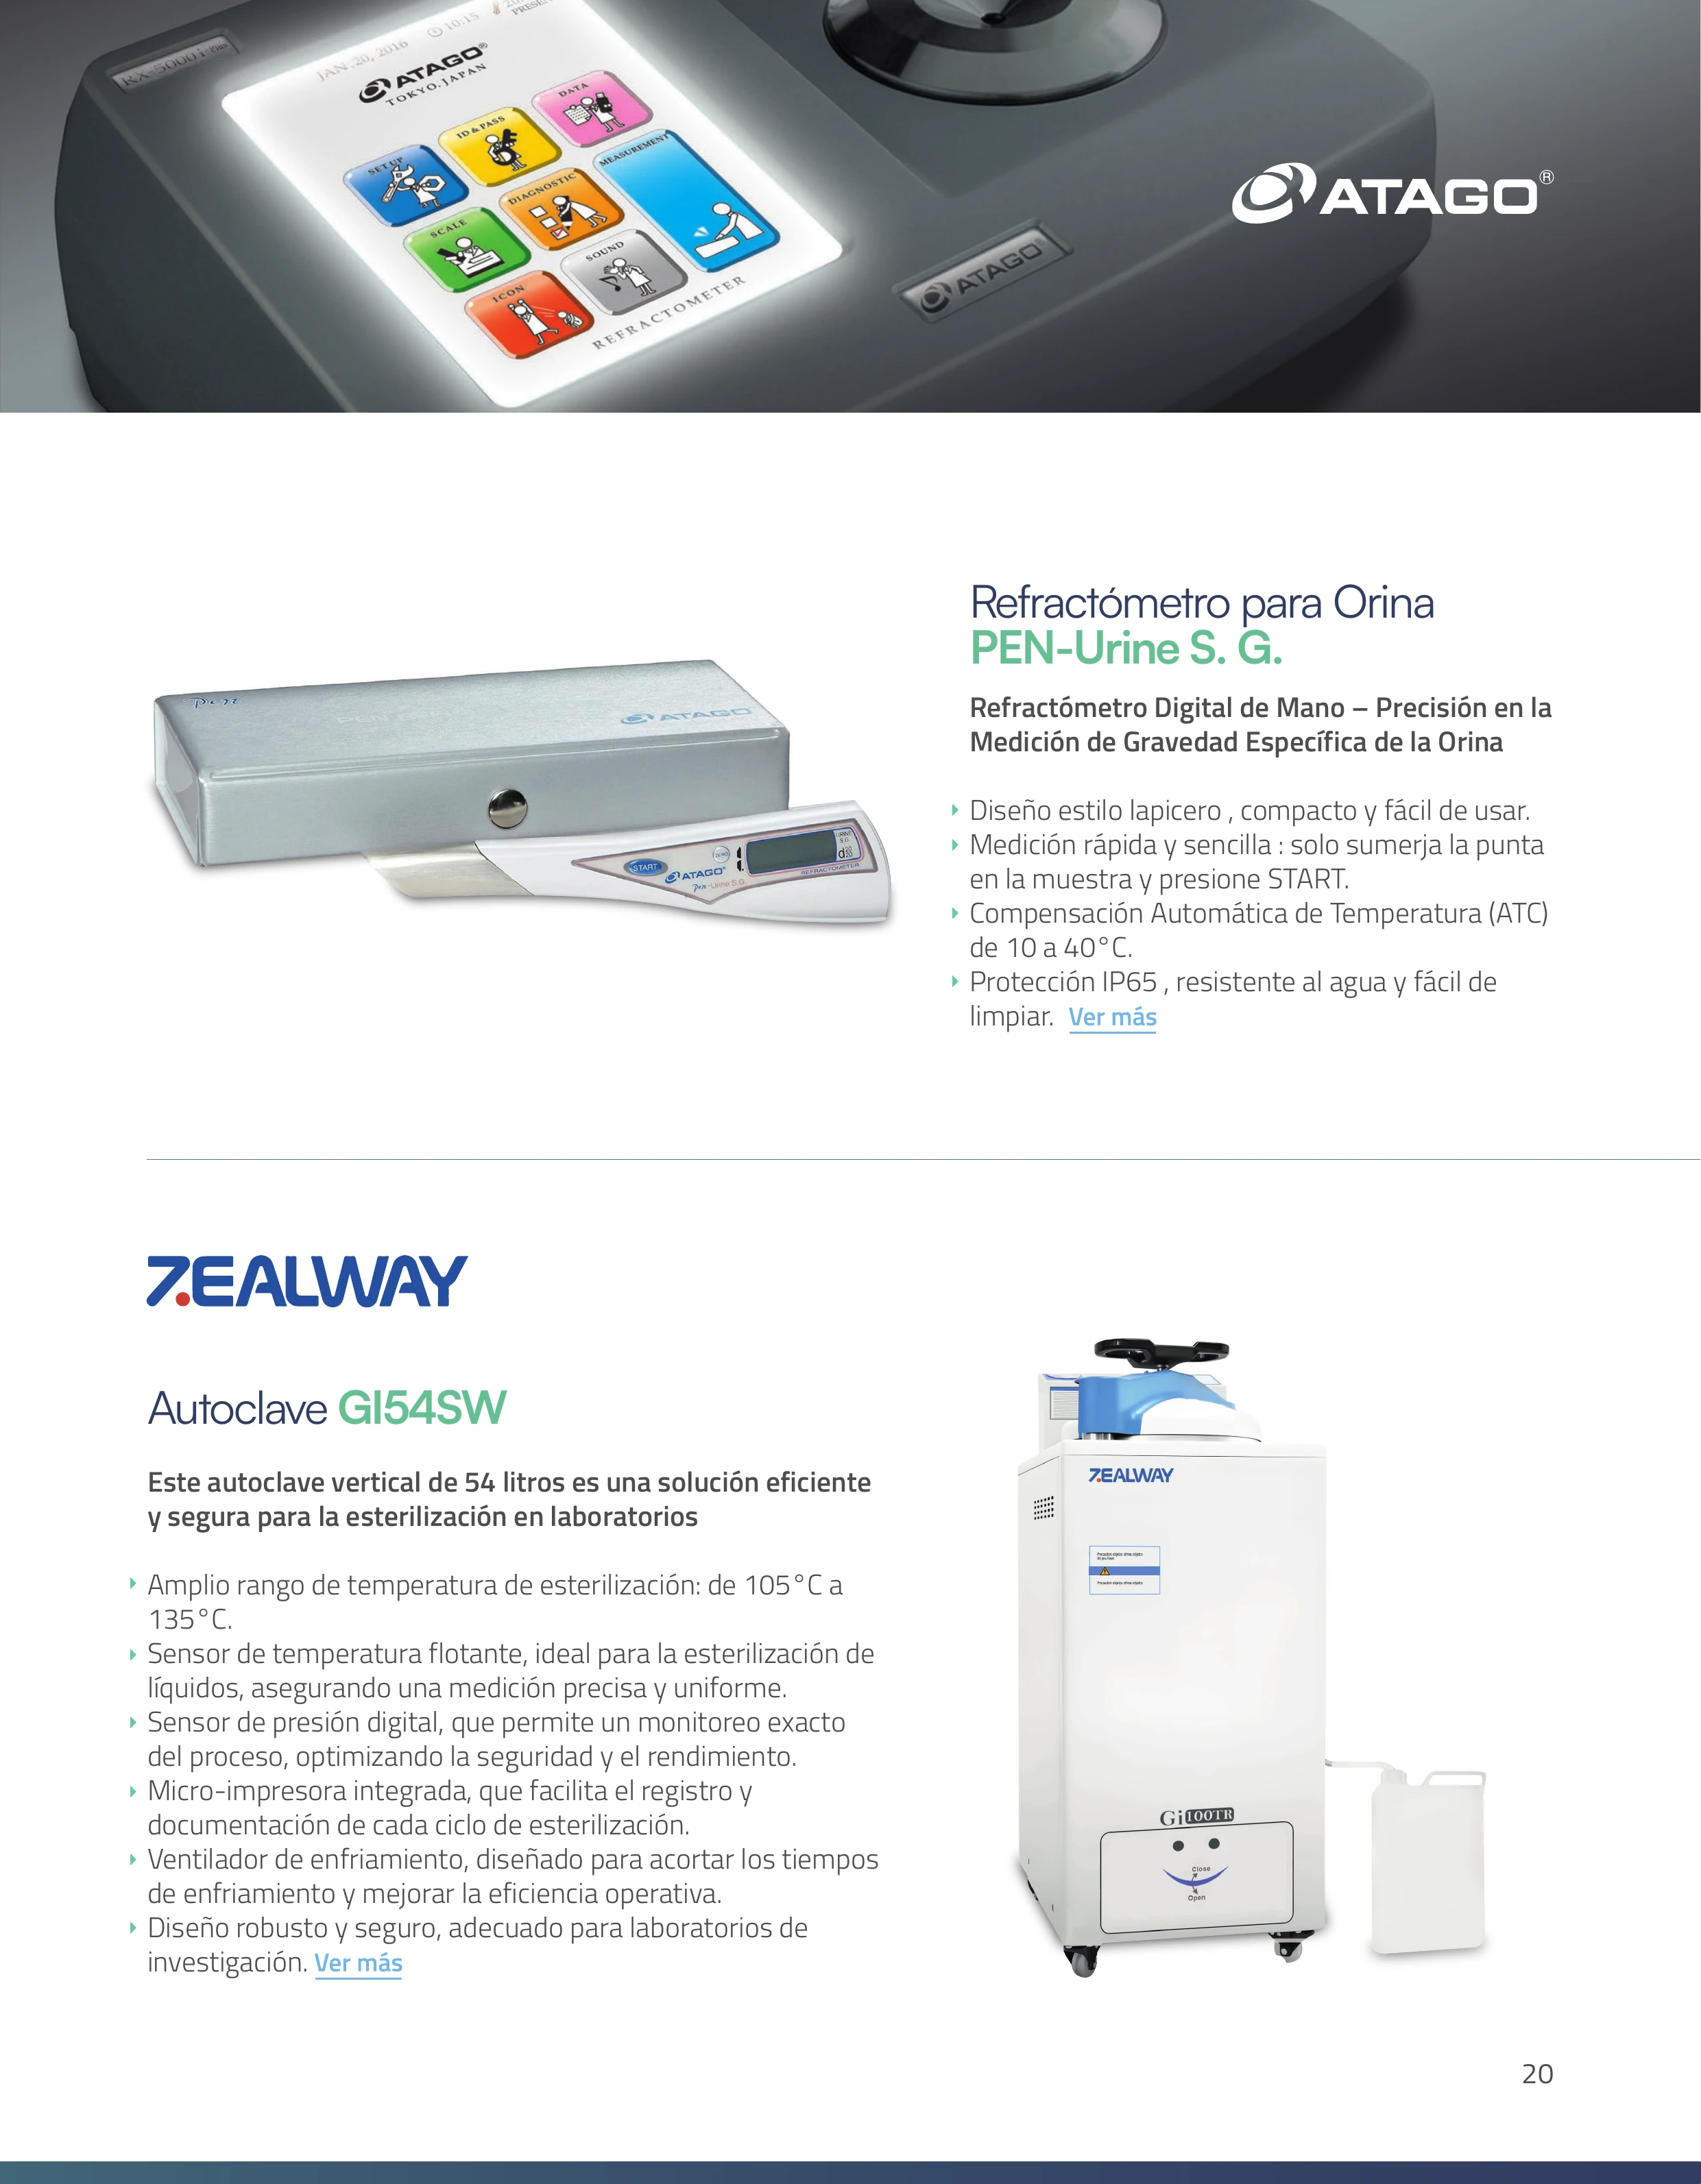 RX-5000i-Plus
JAN .20, 2016 10:15
ATAGO®
TOKYO.JAPAN
DATA
ID & PASS
MEASUREMENT
SET UP
DIAGNOSTIC
SCALE
SOUND
ICON
REFRACTOMETER
ATAGO
ATAGO®
Refractómetro para Orina
PEN-Urine S. G.
Refractómetro Digital de Mano – Precisión en la
Medición de Gravedad Específica de la Orina
Diseño estilo lapicero , compacto y fácil de usar.
Medición rápida y sencilla : solo sumerja la punta
en la muestra y presione START.
Compensación Automática de Temperatura (ATC)
de 10 a 40°C.
Protección IP65 , resistente al agua y fácil de
limpiar. Ver más
Pen
ATAGO
START
ZERO
ATAGO®
Pen-Urine S.G.
URINE
S.G.
REFRACTOMETER
ZEALWAY
Autoclave GI54SW
Este autoclave vertical de 54 litros es una solución eficiente
y segura para la esterilización en laboratorios
Amplio rango de temperatura de esterilización: de 105°C a
135°C.
Sensor de temperatura flotante, ideal para la esterilización de
líquidos, asegurando una medición precisa y uniforme.
Sensor de presión digital, que permite un monitoreo exacto
del proceso, optimizando la seguridad y el rendimiento.
Micro-impresora integrada, que facilita el registro y
documentación de cada ciclo de esterilización.
Ventilador de enfriamiento, diseñado para acortar los tiempos
de enfriamiento y mejorar la eficiencia operativa.
Diseño robusto y seguro, adecuado para laboratorios de
investigación. Ver más
ZEALWAY
Gi100TR
Close
Open
20